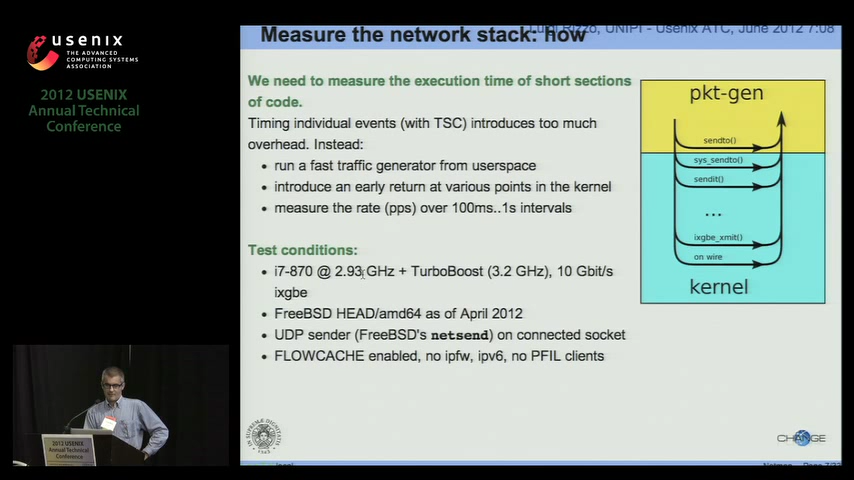 usenix
THE ADVANCED
COMPUTING SYSTEMS
ASSOCIATION
2012 USENIX
Annual Technical
Conference
Luigi Rizzo, UNIPI - Usenix ATC, June 2012 7:08
Measure the network stack: how
We need to measure the execution time of short sections
of code.
Timing individual events (with TSC) introduces too much
overhead. Instead:
• run a fast traffic generator from userspace
• introduce an early return at various points in the kernel
• measure the rate (pps) over 100ms..1s intervals
Test conditions:
• i7-870 @ 2.93 GHz + TurboBoost (3.2 GHz), 10 Gbit/s
ixgbe
• FreeBSD HEAD/amd64 as of April 2012
• UDP sender (FreeBSD's netsend) on connected socket
• FLOWCACHE enabled, no ipfw, ipv6, no PFIL clients
pkt-gen
sendto()
sys_sendto()
sendit()
...
ixgbe_xmit()
on wire
kernel
CHANGE
2012 USENIX
Annual Technical
Conference